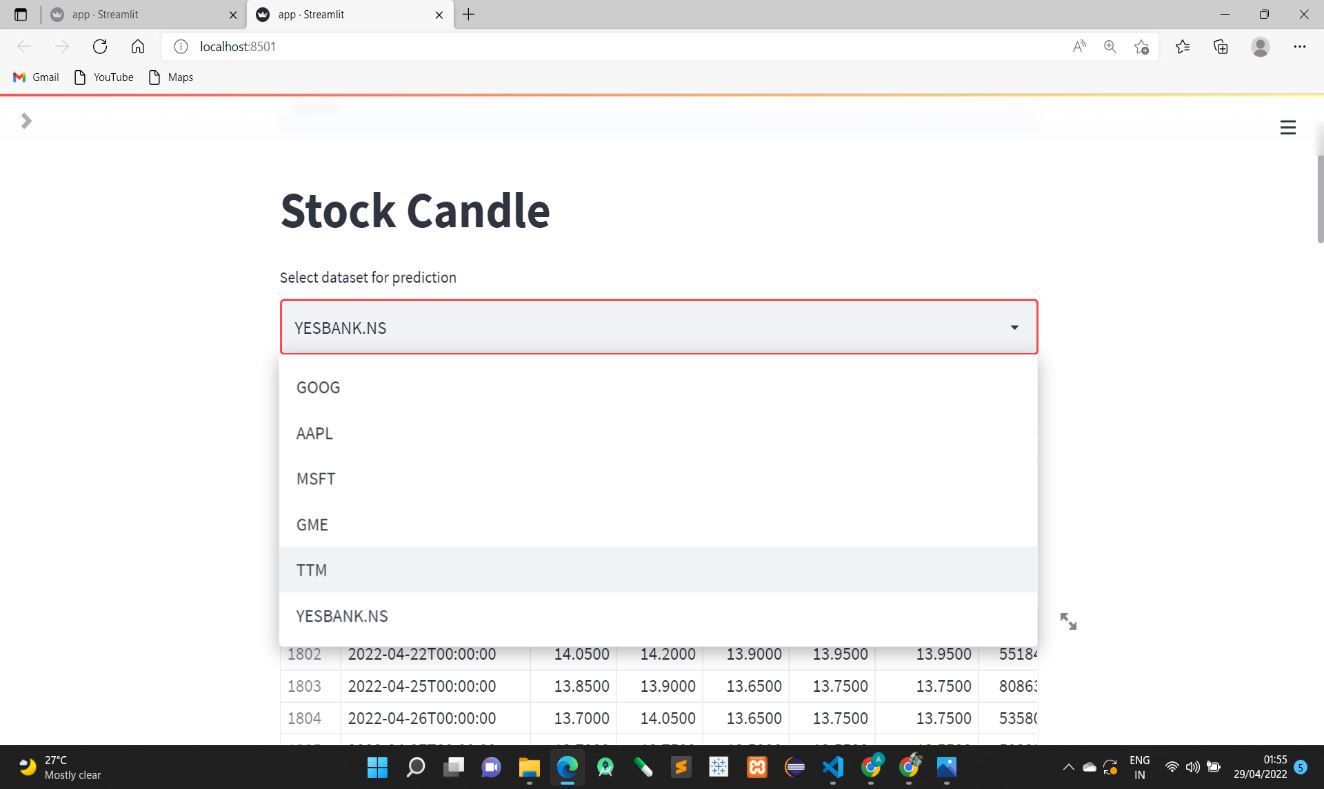 app · Streamlit
app · Streamlit
localhost:8501
Gmail YouTube Maps
Stock Candle
Select dataset for prediction
YESBANK.NS
GOOG
AAPL
MSFT
GME
TTM
YESBANK.NS
1802 2022-04-22T00:00:00 14.0500 14.2000 13.9000 13.9500 13.9500 5518
1803 2022-04-25T00:00:00 13.8500 13.9000 13.6500 13.7500 13.7500 8086
1804 2022-04-26T00:00:00 13.7000 14.0500 13.6500 13.7500 13.7500 5358
27°C
Mostly clear
ENG
IN
01:55
29/04/2022
5